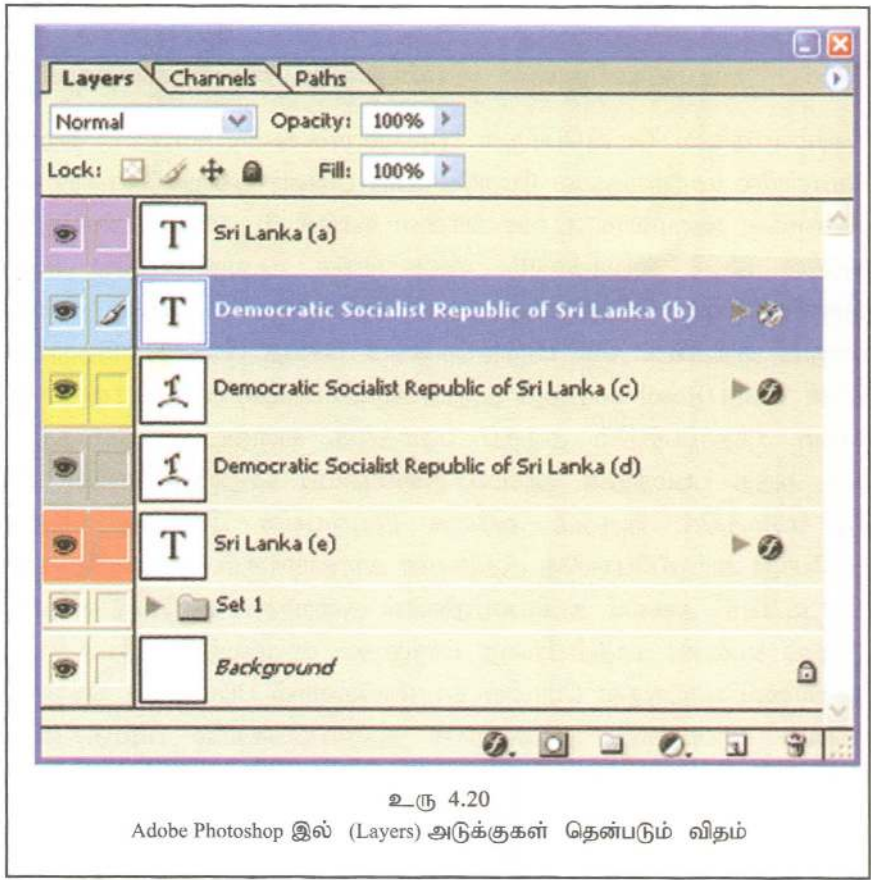 Layers Channels Paths
Normal Opacity: 100%
Lock: Fill: 100%
T Sri Lanka (a)
T Democratic Socialist Republic of Sri Lanka (b)
T Democratic Socialist Republic of Sri Lanka (c)
T Democratic Socialist Republic of Sri Lanka (d)
T Sri Lanka (e)
Set 1
Background
உரு 4.20
Adobe Photoshop இல் (Layers) அடுக்குகள் தென்படும் விதம்